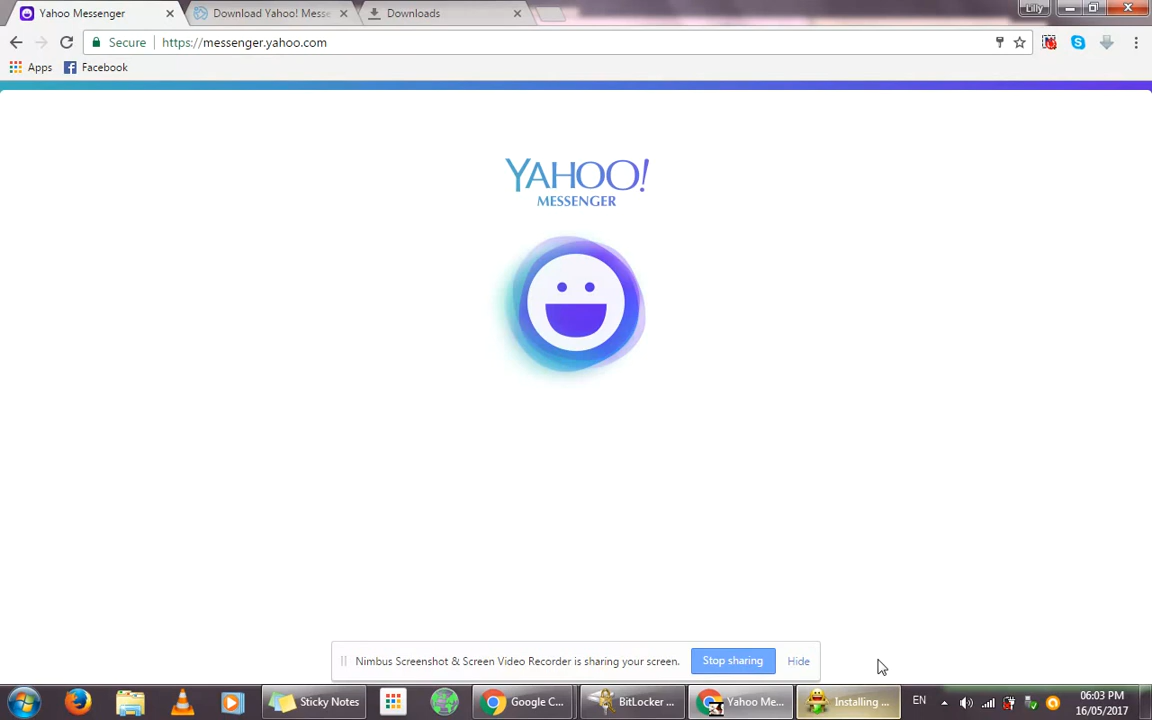 Yahoo Messenger
Download Yahoo! Messe
Downloads
Lilly
Secure
https://messenger.yahoo.com
Apps
Facebook
YAHOO!
MESSENGER
Nimbus Screenshot & Screen Video Recorder is sharing your screen.
Stop sharing
Hide
Sticky Notes
Google C...
BitLocker ...
Yahoo Me...
Installing ...
EN
06:03 PM
16/05/2017